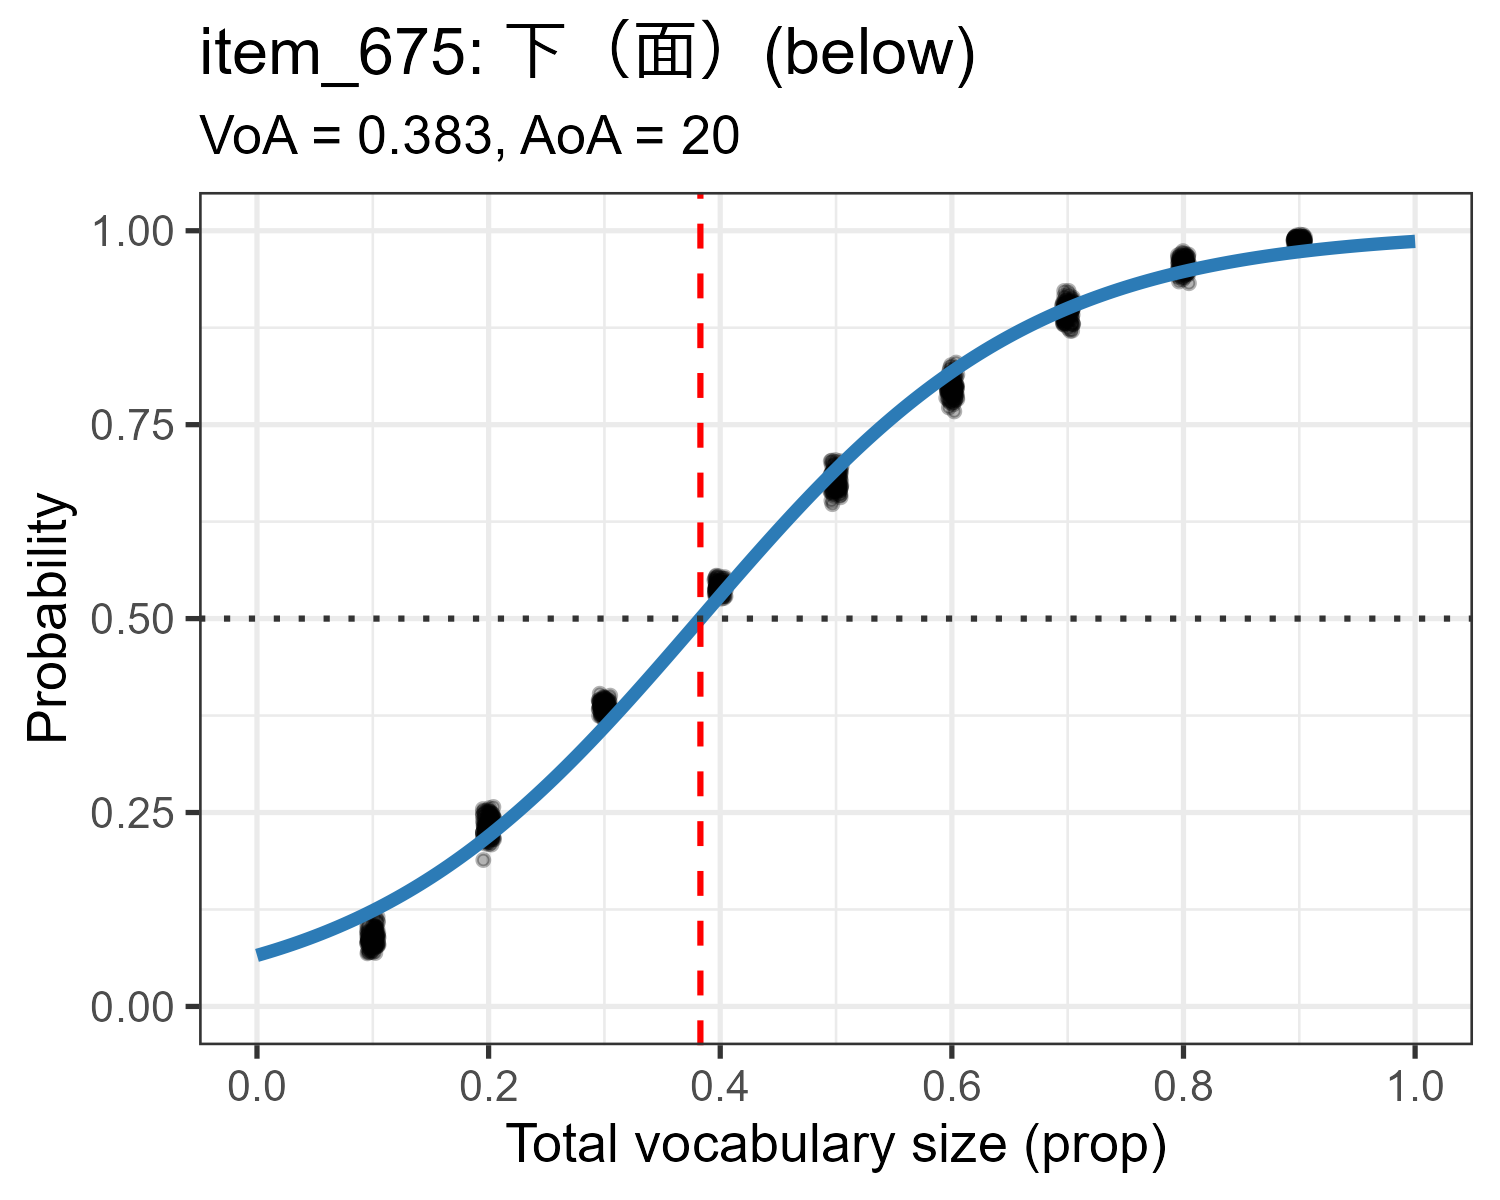 item_675: 下（面）(below)
VoA = 0.383, AoA = 20
1.00
0.75
0.50
0.25
0.00
Probability
0.0 0.2 0.4 0.6 0.8 1.0
Total vocabulary size (prop)